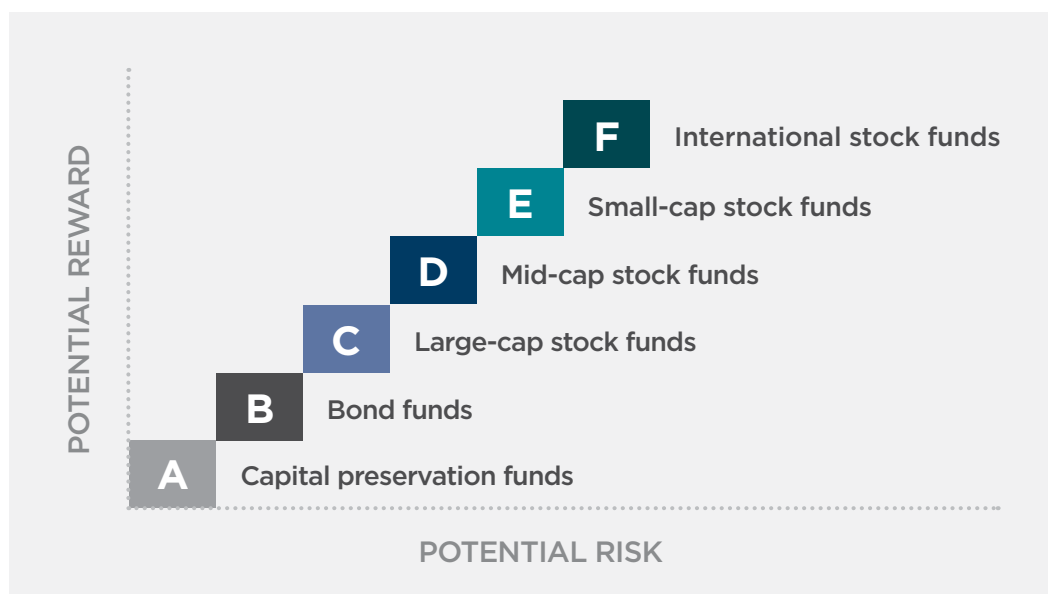 POTENTIAL REWARD
F International stock funds
E Small-cap stock funds
D Mid-cap stock funds
C Large-cap stock funds
B Bond funds
A Capital preservation funds
POTENTIAL RISK